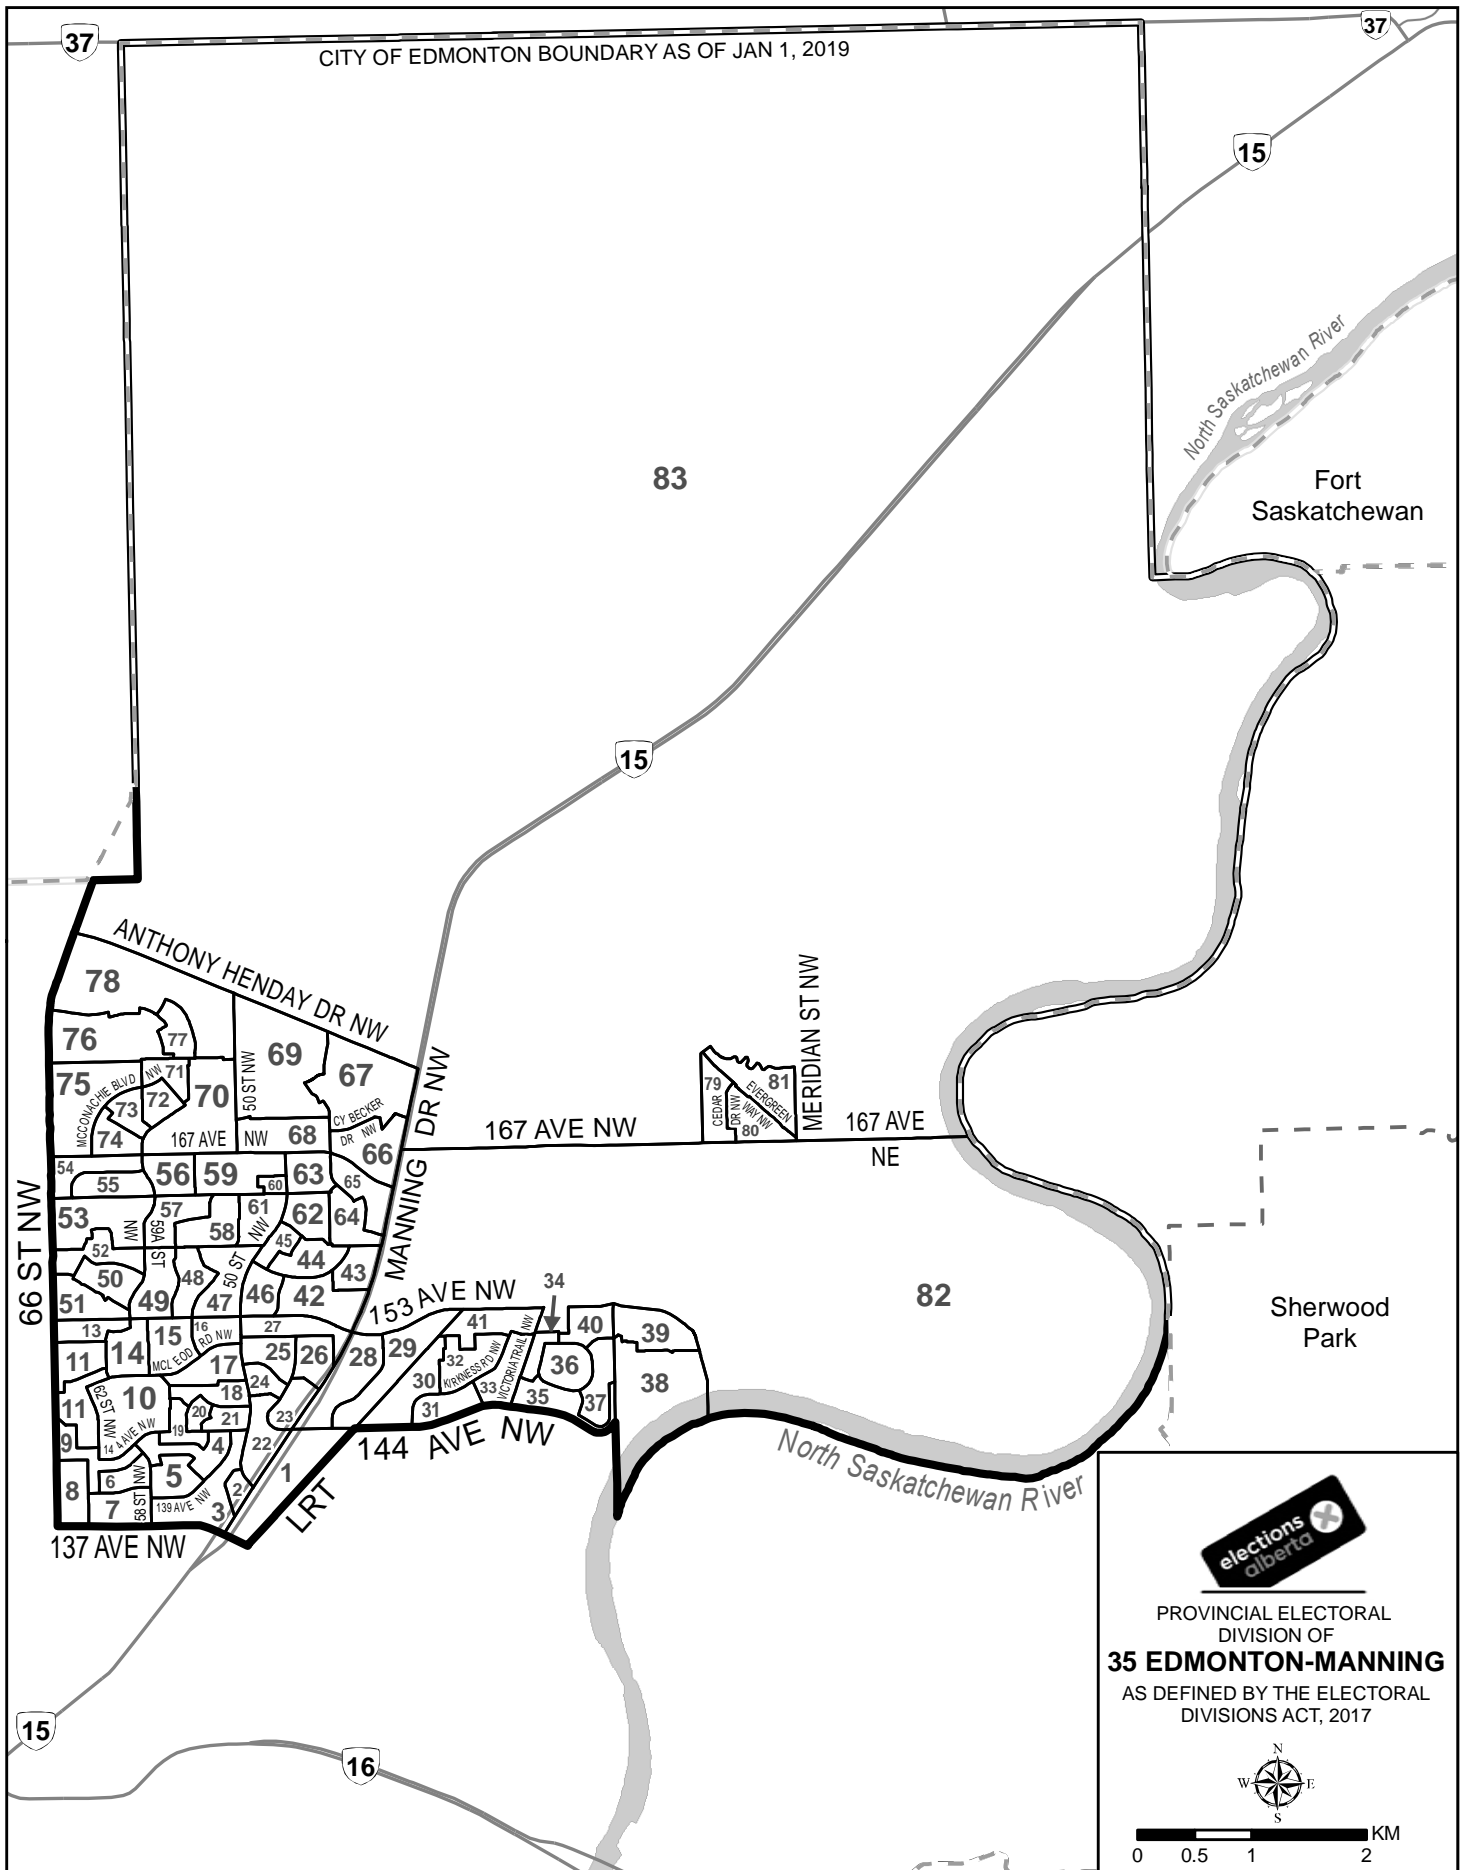 37
37
CITY OF EDMONTON BOUNDARY AS OF JAN 1, 2019
15
North Saskatchewan River
83
Fort
Saskatchewan
15
ANTHONY HENDAY DR NW
78
76
77
69
67
75
MCCONACHIE BLVD NW
71
70
50 ST NW
72
73
74
CY BECKER
DR NW
167 AVE NW
68
66
MANNING DR NW
167 AVE NW
79
81
CEDAR
DR NW
EVERGREEN
WAY NW
80
MERIDIAN ST NW
167 AVE
NE
54
55
56
59
60
63
65
53
57
59A ST
NW
58
61
62
64
66 ST NW
52
45
44
50
48
50 ST NW
43
51
49
47
46
42
153 AVE NW
34
82
13
16
27
41
VICTORIA TRAIL NW
40
39
15
RD NW
MCLEOD
14
11
17
25
26
28
29
32
KIRKNESS RD NW
36
30
33
35
37
38
31
24
18
10
62 ST NW
11
20
21
23
19
144 AVE NW
9
4
22
144 AVE NW
8
6
58 ST NW
5
2
1
7
139 AVE NW
3
LRT
137 AVE NW
North Saskatchewan River
Sherwood
Park
15
16
elections
alberta
PROVINCIAL ELECTORAL
DIVISION OF
35 EDMONTON-MANNING
AS DEFINED BY THE ELECTORAL
DIVISIONS ACT, 2017
N
W E
S
KM
0 0.5 1 2